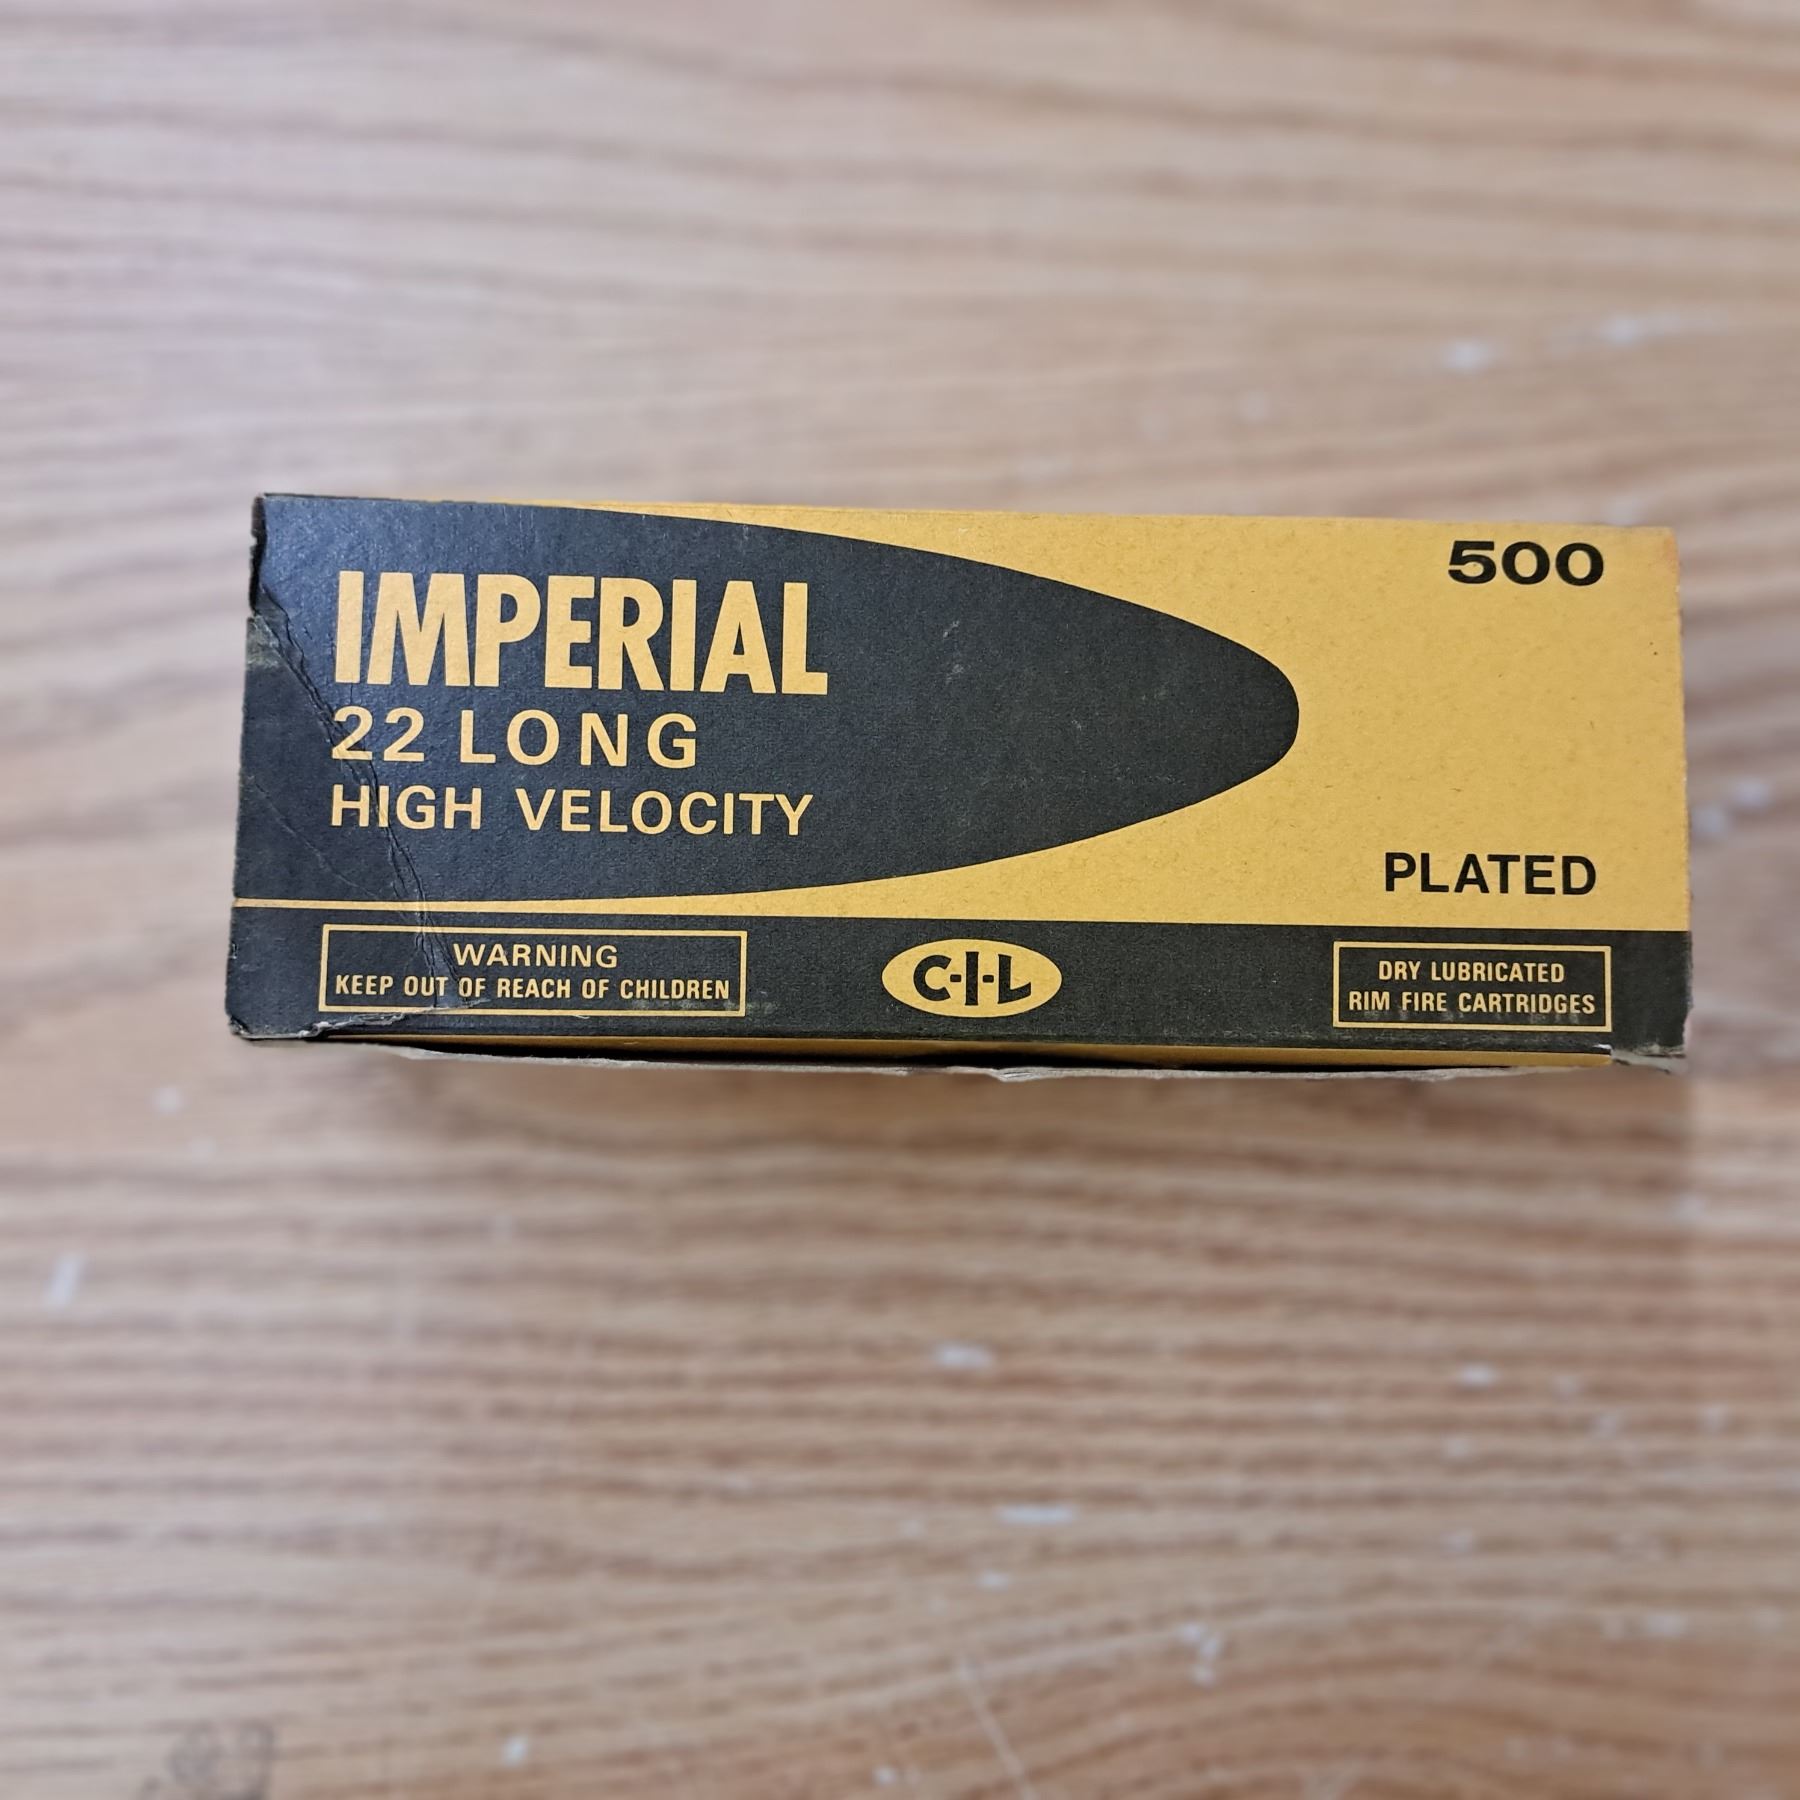 500
IMPERIAL
22 LONG
HIGH VELOCITY
PLATED
WARNING
KEEP OUT OF REACH OF CHILDREN
C-I-L
DRY LUBRICATED
RIM FIRE CARTRIDGES